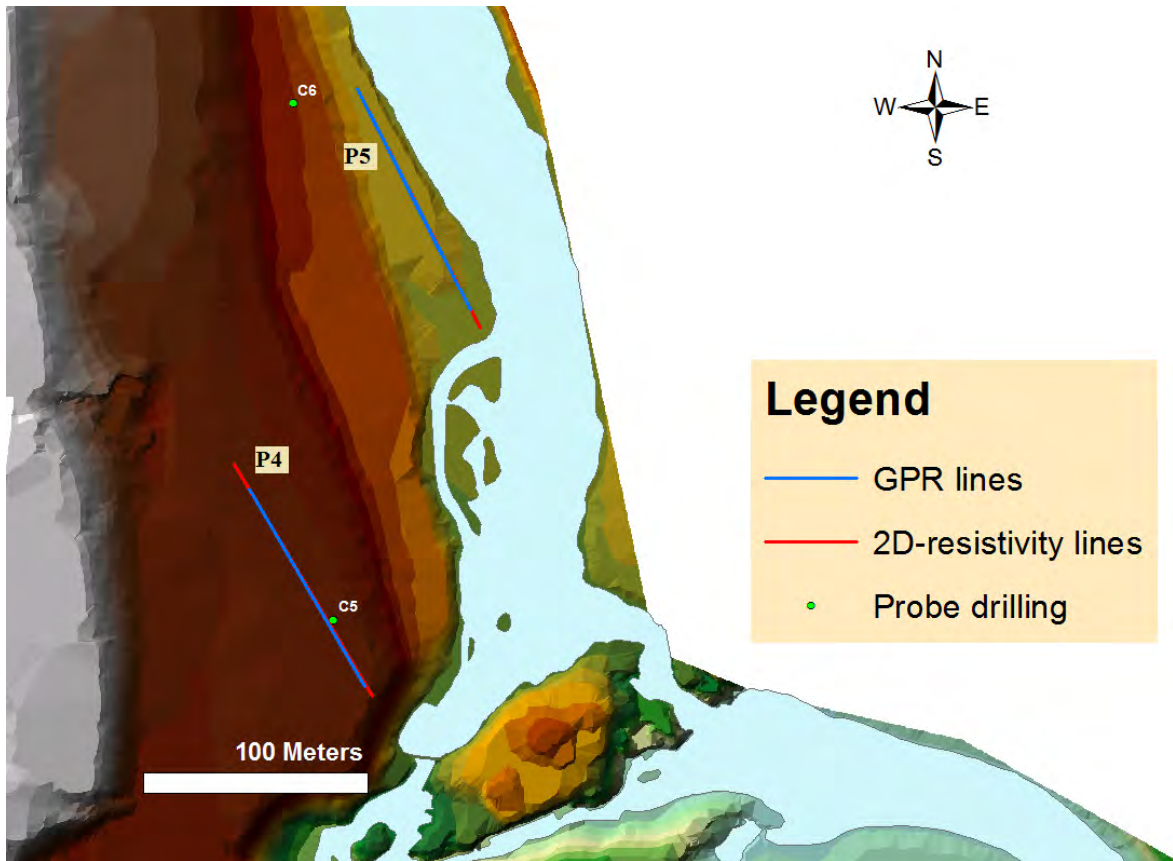 C6
N
W E
S
P5
Legend
GPR lines
P4
2D-resistivity lines
Probe drilling
C5
100 Meters